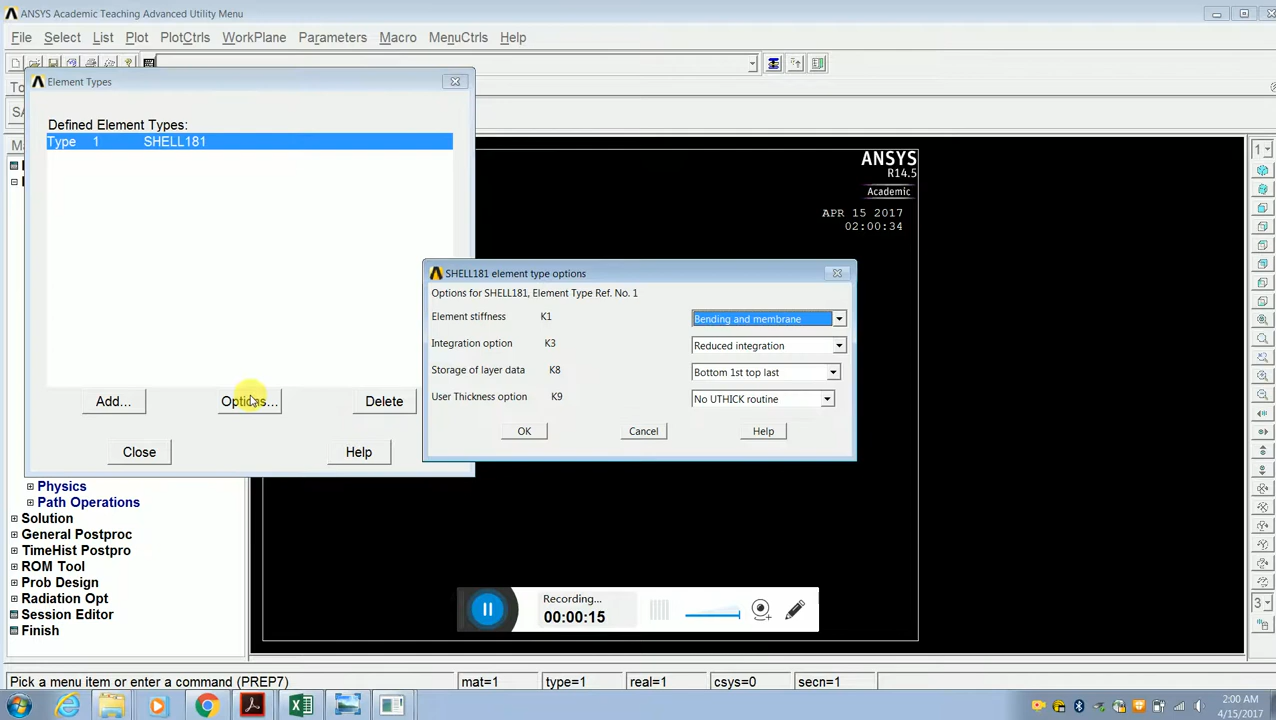 ANSYS Academic Teaching Advanced Utility Menu
File Select List Plot PlotCtrls WorkPlane Parameters Macro MenuCtrls Help
To
Element Types
SA
Defined Element Types:
Type 1 SHELL181
Ma
ANSYS
R14.5
Academic
APR 15 2017
02:00:34
1
SHELL181 element type options
Options for SHELL181, Element Type Ref. No. 1
Element stiffness K1 Bending and membrane
Integration option K3 Reduced integration
Storage of layer data K8 Bottom 1st top last
User Thickness option K9 No UTHICK routine
OK Cancel Help
Add... Options... Delete
Close Help
Physics
Path Operations
Solution
General Postproc
TimeHist Postpro
ROM Tool
Prob Design
Radiation Opt
Session Editor
Finish
Recording...
00:00:15
3
Pick a menu item or enter a command (PREP7) mat=1 type=1 real=1 csys=0 secn=1
2:00 AM
4/15/2017